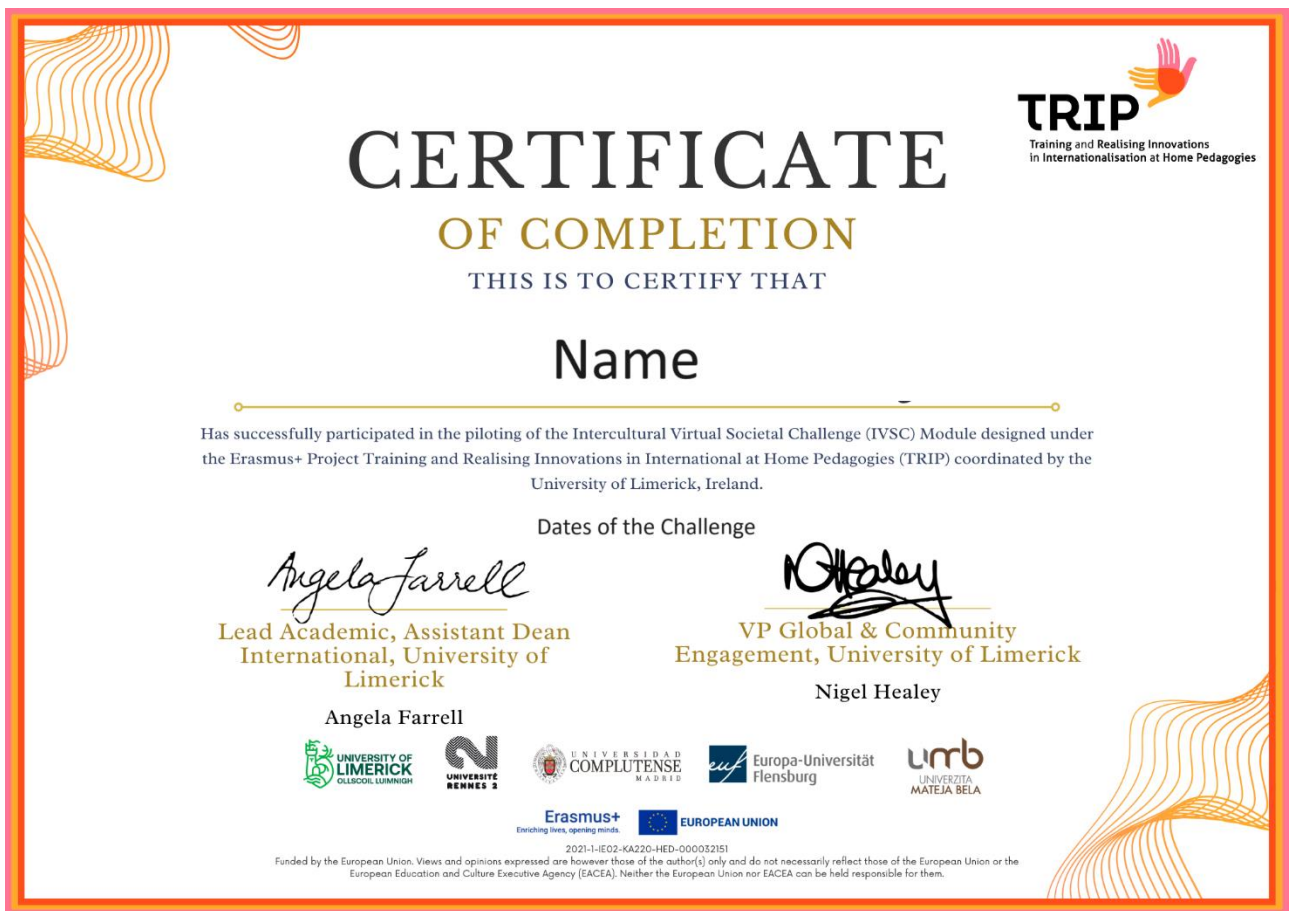 TRIP
Training and Realising Innovations
in Internationalisation at Home Pedagogies
CERTIFICATE
OF COMPLETION
THIS IS TO CERTIFY THAT
Name
Has successfully participated in the piloting of the Intercultural Virtual Societal Challenge (IVSC) Module designed under
the Erasmus+ Project Training and Realising Innovations in International at Home Pedagogies (TRIP) coordinated by the
University of Limerick, Ireland.
Dates of the Challenge
Angela Farrell
NHealey
Lead Academic, Assistant Dean
International, University of
Limerick
Angela Farrell
VP Global & Community
Engagement, University of Limerick
Nigel Healey
UNIVERSITY OF
LIMERICK
OLLSCOIL LUIMNIGH
UNIVERSITÉ
RENNES 2
UNIVERSIDAD
COMPLUTENSE
MADRID
euf
Europa-Universität
Flensburg
umb
UNIVERZITA
MATEJA BELA
Erasmus+
Enriching lives, opening minds.
EUROPEAN UNION
2021-1-IE02-KA220-HED-000032151
Funded by the European Union. Views and opinions expressed are however those of the author(s) only and do not necessarily reflect those of the European Union or the
European Education and Culture Executive Agency (EACEA). Neither the European Union nor EACEA can be held responsible for them.